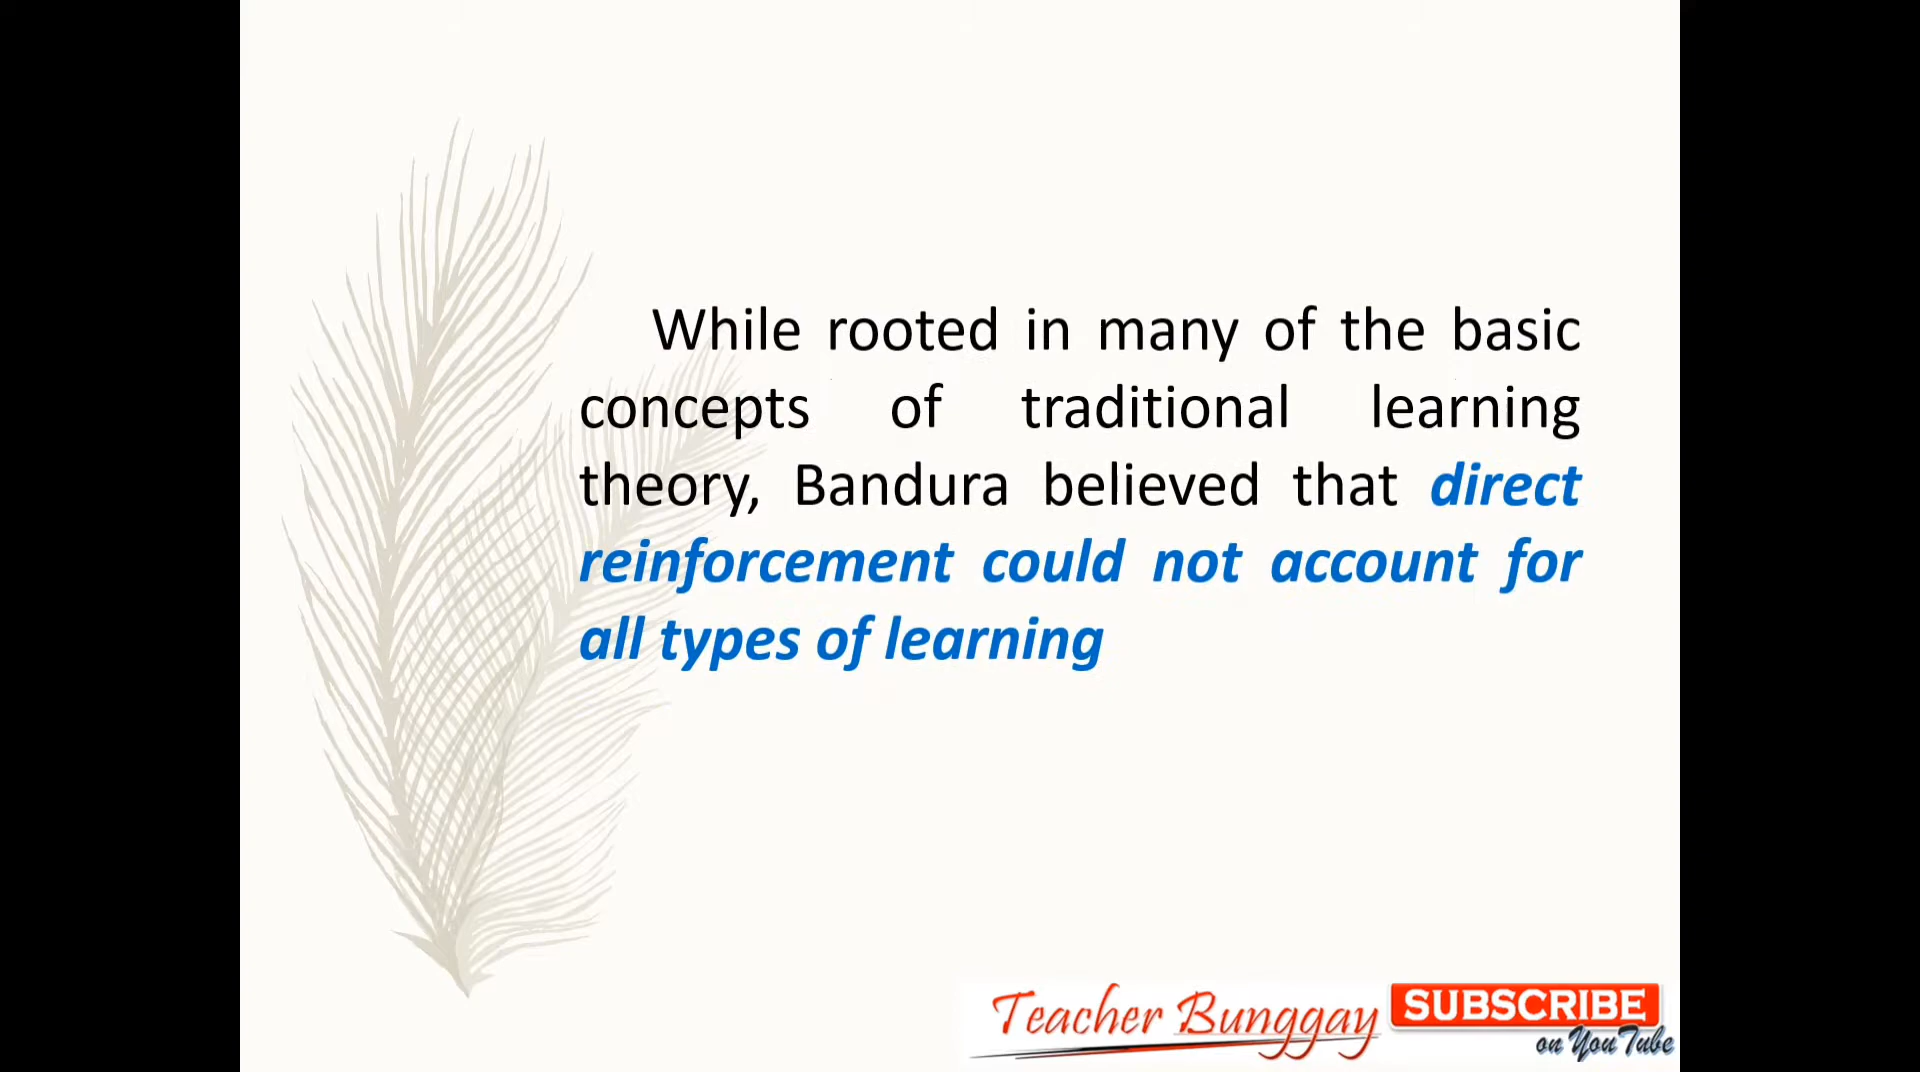 While rooted in many of the basic
concepts of traditional learning
theory, Bandura believed that direct
reinforcement could not account for
all types of learning
Teacher Bunggay
SUBSCRIBE
on YouTube